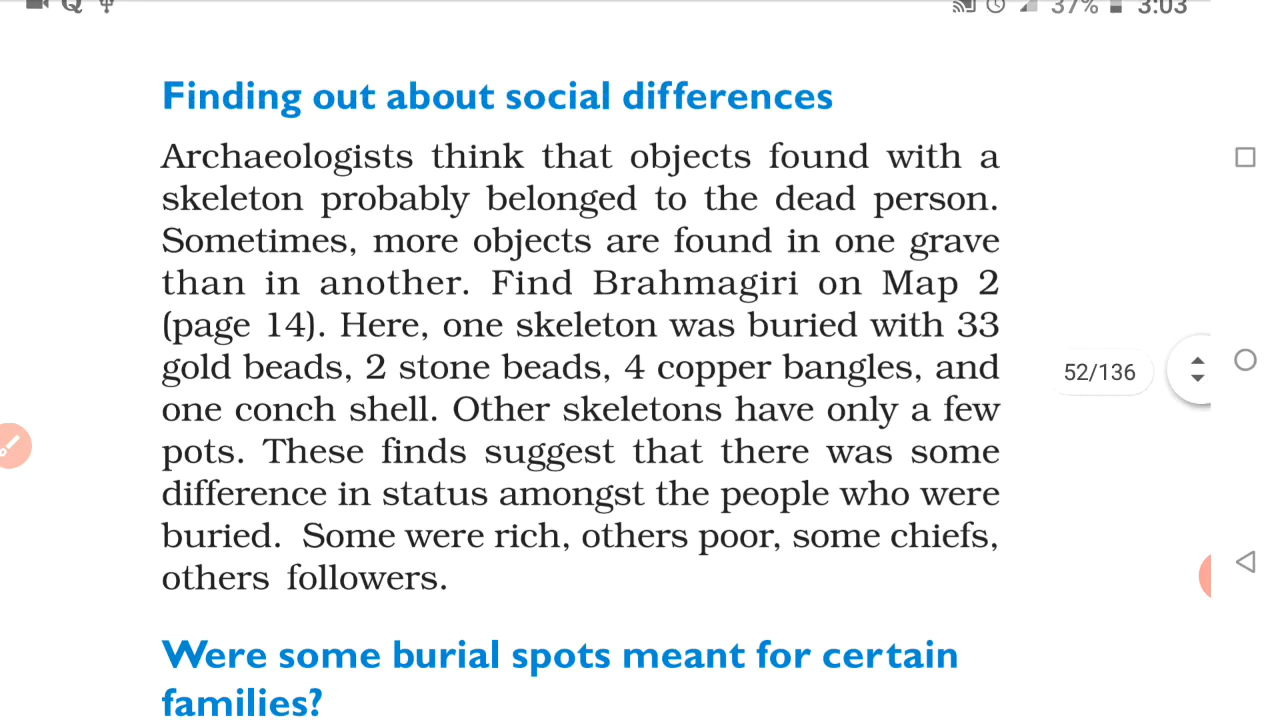 37% 3:03
Finding out about social differences
Archaeologists think that objects found with a
skeleton probably belonged to the dead person.
Sometimes, more objects are found in one grave
than in another. Find Brahmagiri on Map 2
(page 14). Here, one skeleton was buried with 33
gold beads, 2 stone beads, 4 copper bangles, and
one conch shell. Other skeletons have only a few
pots. These finds suggest that there was some
difference in status amongst the people who were
buried. Some were rich, others poor, some chiefs,
others followers.
52/136
Were some burial spots meant for certain
families?